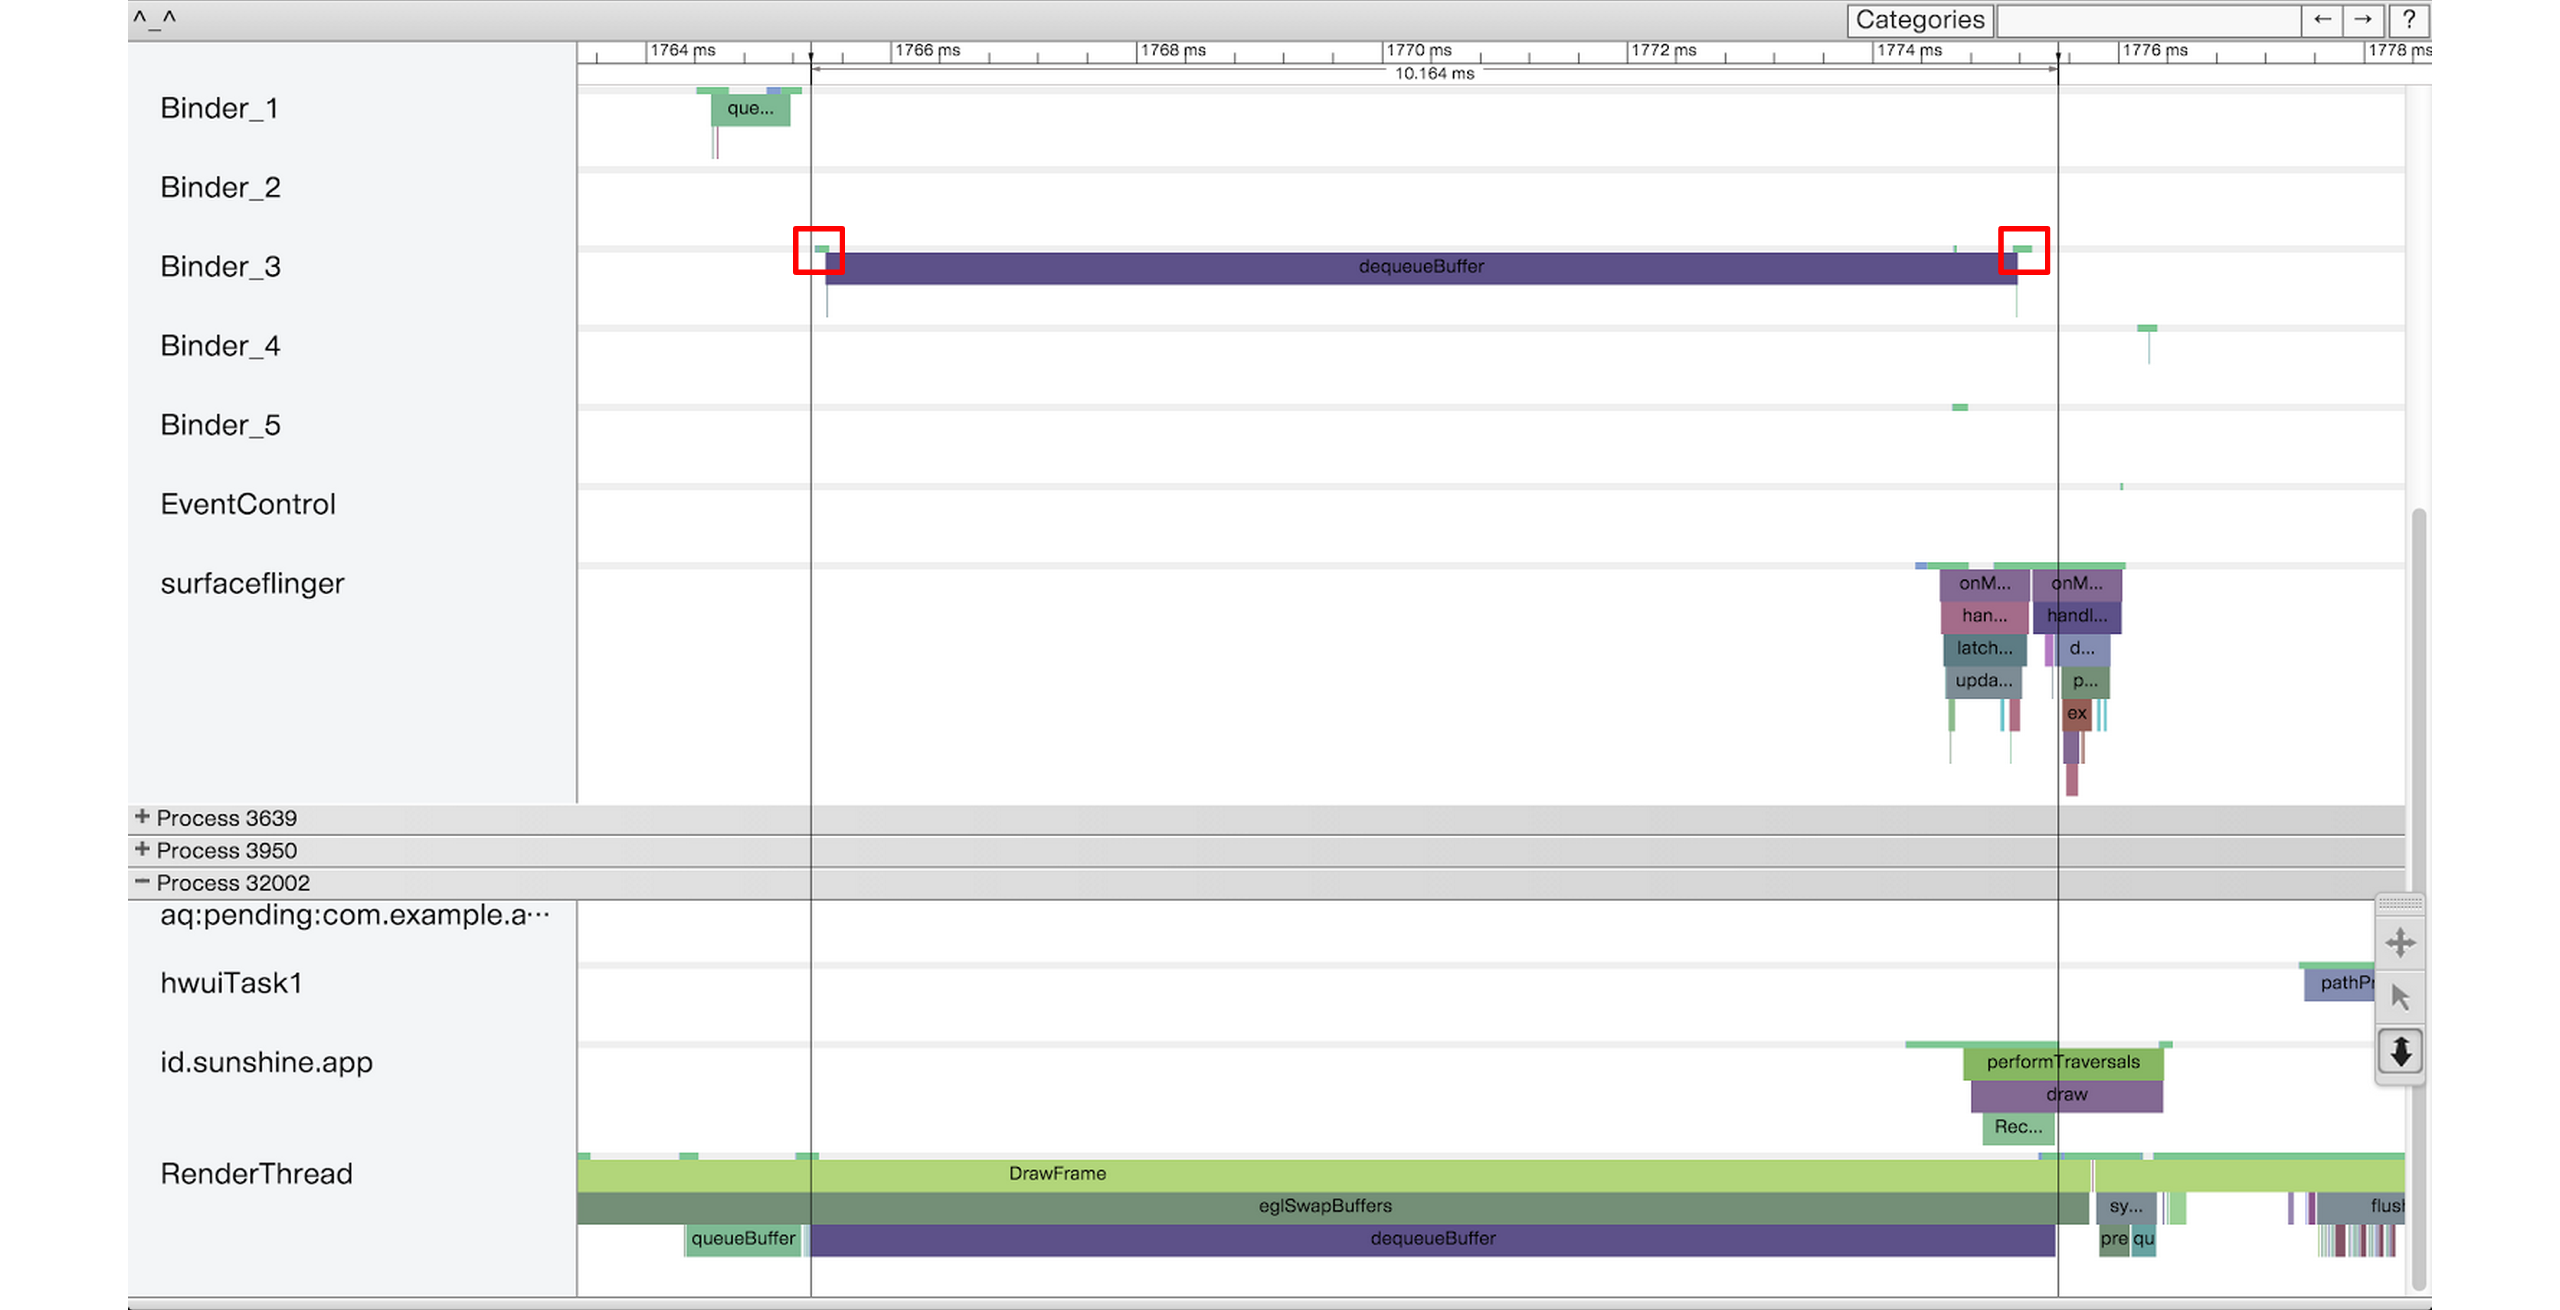 ^_^ Categories ← → ?
1764 ms 1766 ms 1768 ms 1770 ms 1772 ms 1774 ms 1776 ms 1778 ms
10.164 ms
Binder_1 que...
Binder_2
Binder_3 dequeueBuffer
Binder_4
Binder_5
EventControl
surfaceflinger onM... onM...
han... handl...
latch... d...
upda... p...
ex
+ Process 3639
+ Process 3950
− Process 32002
aq:pending:com.example.a···
hwuiTask1 pathPr
id.sunshine.app performTraversals
draw
Rec...
RenderThread DrawFrame
eglSwapBuffers sy... flush
queueBuffer dequeueBuffer pre qu